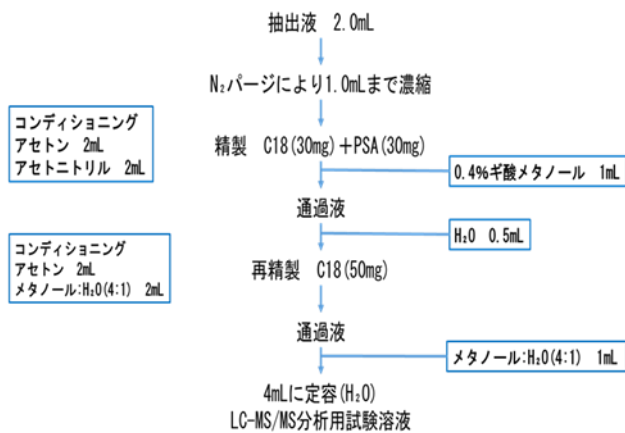 抽出液 2.0mL
N₂パージにより1.0mLまで濃縮
コンディショニング
アセトン 2mL
アセトニトリル 2mL
精製 C18(30mg)＋PSA(30mg)
0.4%ギ酸メタノール 1mL
通過液
H₂O 0.5mL
コンディショニング
アセトン 2mL
メタノール:H₂O(4:1) 2mL
再精製 C18(50mg)
通過液
メタノール:H₂O(4:1) 1mL
4mLに定容(H₂O)
LC-MS/MS分析用試験溶液